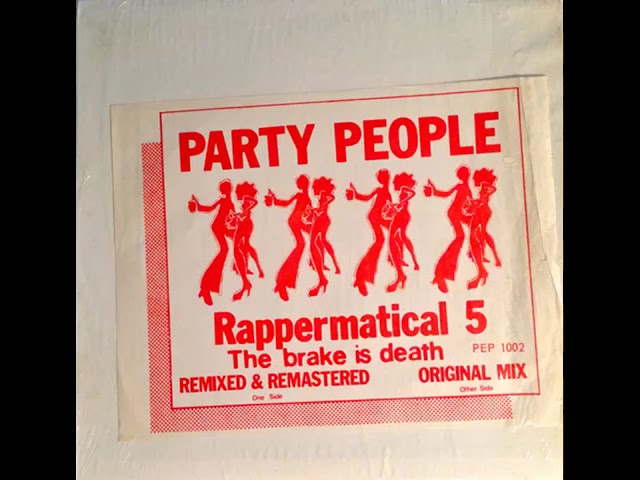 PARTY PEOPLE
Rappermatical 5
The brake is death
PEP 1002
REMIXED & REMASTERED
ORIGINAL MIX
One Side
Other Side